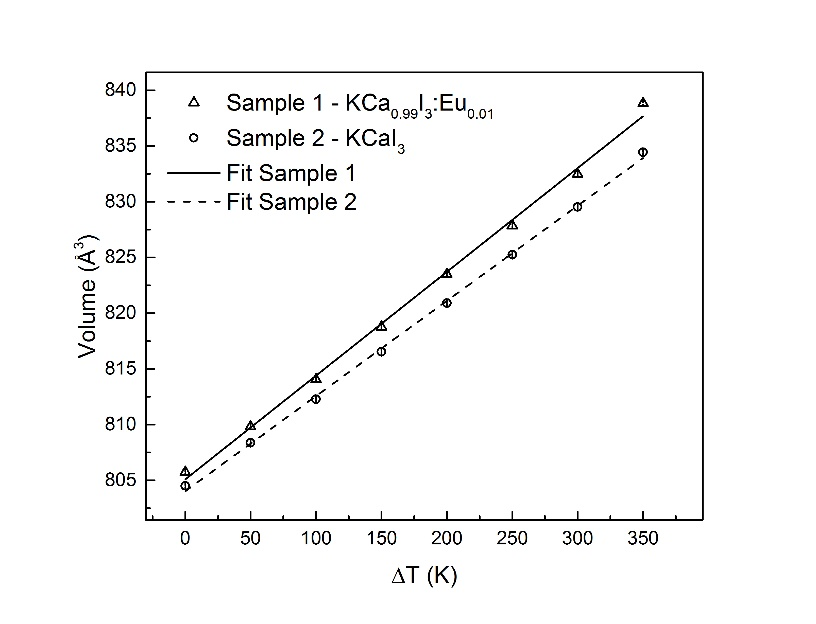 Sample 1 - KCa0.99I3:Eu0.01
Sample 2 - KCaI3
Fit Sample 1
Fit Sample 2
Volume (Å3)
840
835
830
825
820
815
810
805
0 50 100 150 200 250 300 350
ΔT (K)